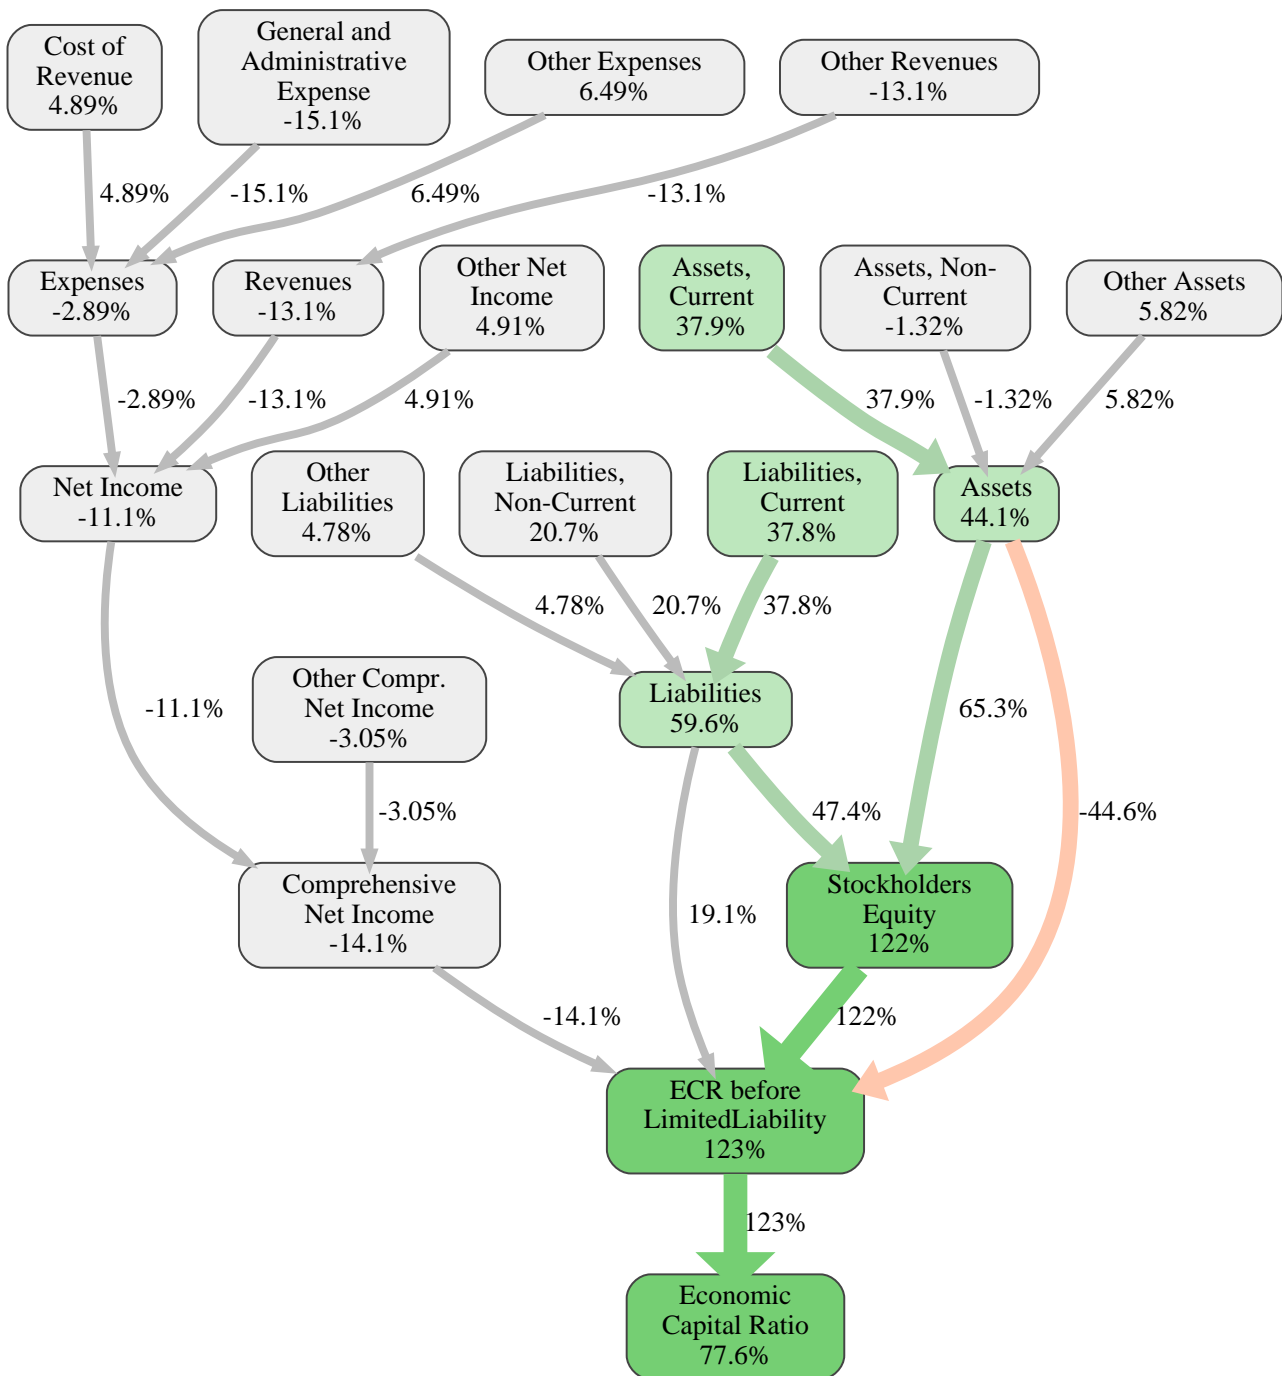 Cost of
Revenue
4.89%
General and
Administrative
Expense
-15.1%
Other Expenses
6.49%
Other Revenues
-13.1%
4.89%
-15.1%
6.49%
-13.1%
Expenses
-2.89%
Revenues
-13.1%
Other Net
Income
4.91%
Assets,
Current
37.9%
Assets, Non-
Current
-1.32%
Other Assets
5.82%
-2.89%
-13.1%
4.91%
37.9%
-1.32%
5.82%
Net Income
-11.1%
Other
Liabilities
4.78%
Liabilities,
Non-Current
20.7%
Liabilities,
Current
37.8%
Assets
44.1%
4.78%
20.7%
37.8%
-11.1%
Other Compr.
Net Income
-3.05%
Liabilities
59.6%
65.3%
-3.05%
47.4%
-44.6%
Comprehensive
Net Income
-14.1%
19.1%
Stockholders
Equity
122%
-14.1%
122%
ECR before
LimitedLiability
123%
123%
Economic
Capital Ratio
77.6%